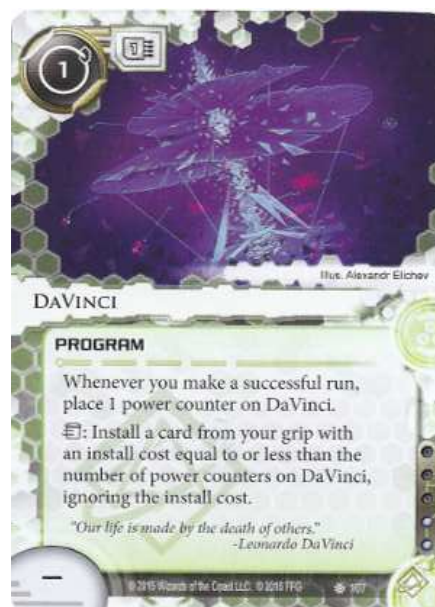 1
1
Illus. Alexandr Elichev
DAVINCI
PROGRAM
Whenever you make a successful run,
place 1 power counter on DaVinci.
: Install a card from your grip with
an install cost equal to or less than the
number of power counters on DaVinci,
ignoring the install cost.
"Our life is made by the death of others."
-Leonardo DaVinci
–
© 2015 Wizards of the Coast LLC. © 2015 FFG